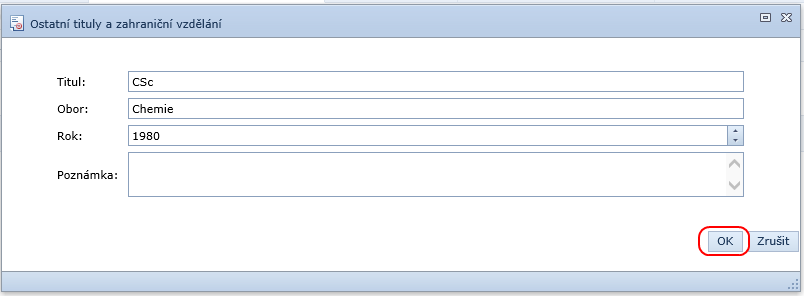 Ostatní tituly a zahraniční vzdělání
Titul: CSc
Obor: Chemie
Rok: 1980
Poznámka:
OK Zrušit